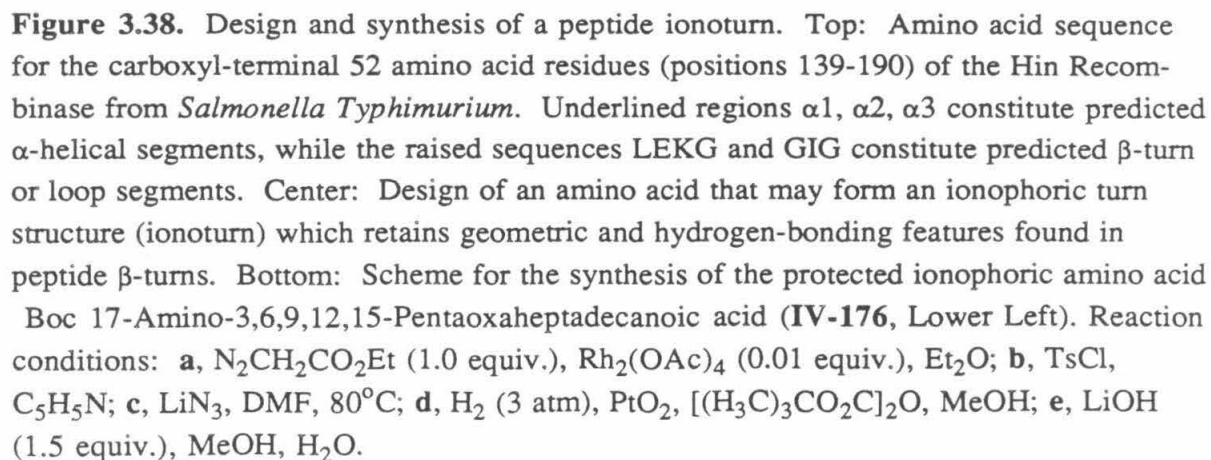 Figure 3.38. Design and synthesis of a peptide ionoturn. Top: Amino acid sequence
for the carboxyl-terminal 52 amino acid residues (positions 139-190) of the Hin Recom-
binase from Salmonella Typhimurium. Underlined regions α1, α2, α3 constitute predicted
α-helical segments, while the raised sequences LEKG and GIG constitute predicted β-turn
or loop segments. Center: Design of an amino acid that may form an ionophoric turn
structure (ionoturn) which retains geometric and hydrogen-bonding features found in
peptide β-turns. Bottom: Scheme for the synthesis of the protected ionophoric amino acid
Boc 17-Amino-3,6,9,12,15-Pentaoxaheptadecanoic acid (IV-176, Lower Left). Reaction
conditions: a, N₂CH₂CO₂Et (1.0 equiv.), Rh₂(OAc)₄ (0.01 equiv.), Et₂O; b, TsCl,
C₅H₅N; c, LiN₃, DMF, 80°C; d, H₂ (3 atm), PtO₂, [(H₃C)₃CO₂C]₂O, MeOH; e, LiOH
(1.5 equiv.), MeOH, H₂O.